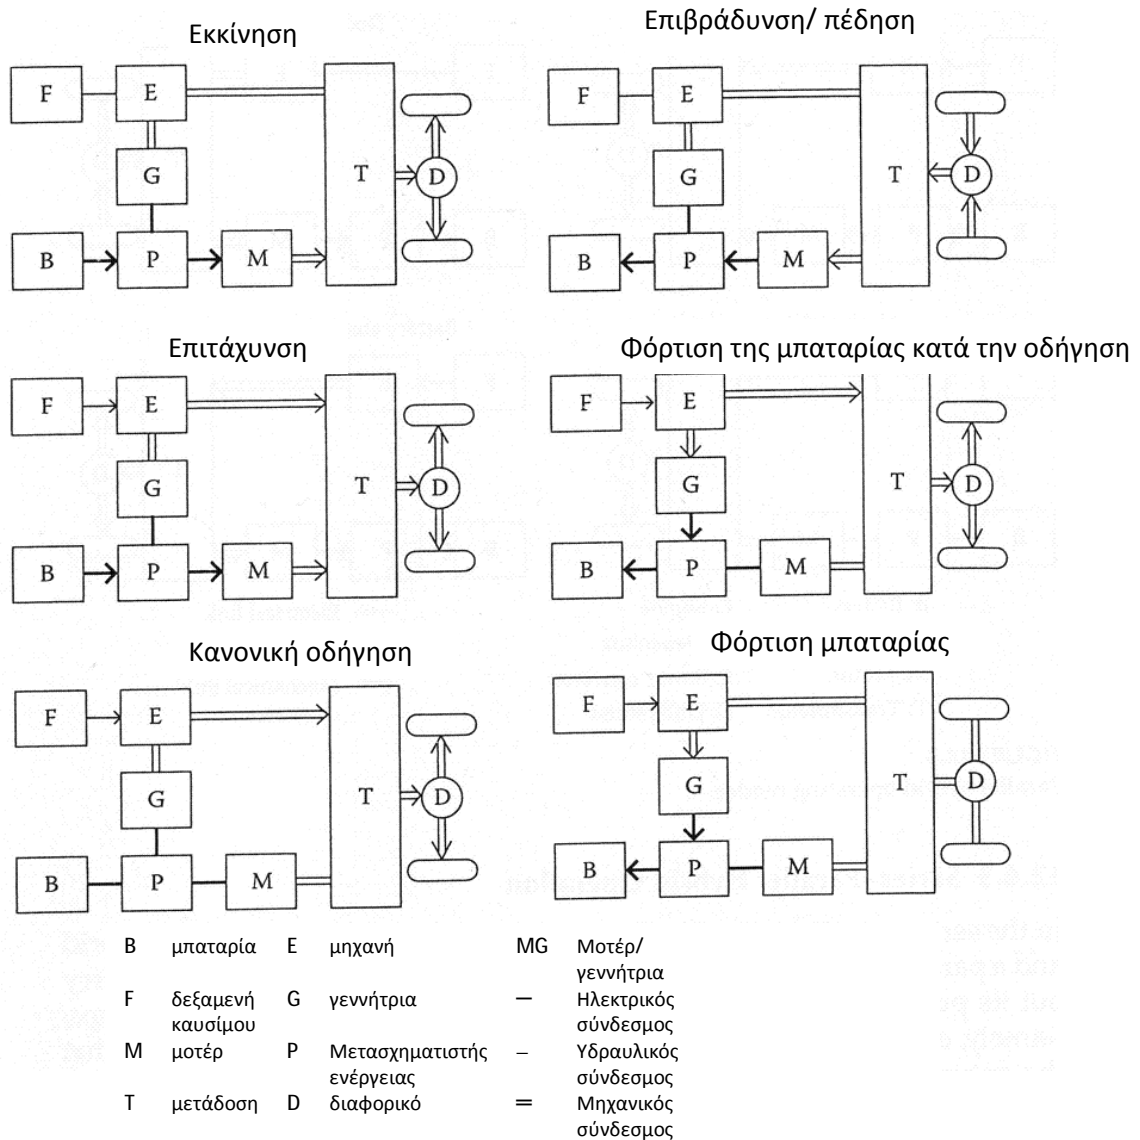 Εκκίνηση
F E
G T D
B P M
Επιβράδυνση/ πέδηση
F E
G T D
B P M
Επιτάχυνση
F E
G T D
B P M
Φόρτιση της μπαταρίας κατά την οδήγηση
F E
G T D
B P M
Κανονική οδήγηση
F E
G T D
B P M
Φόρτιση μπαταρίας
F E
G T D
B P M
B μπαταρία E μηχανή MG Μοτέρ/
γεννήτρια
F δεξαμενή G γεννήτρια — Ηλεκτρικός
καυσίμου σύνδεσμος
M μοτέρ P Μετασχηματιστής – Υδραυλικός
ενέργειας σύνδεσμος
T μετάδοση D διαφορικό = Μηχανικός
σύνδεσμος